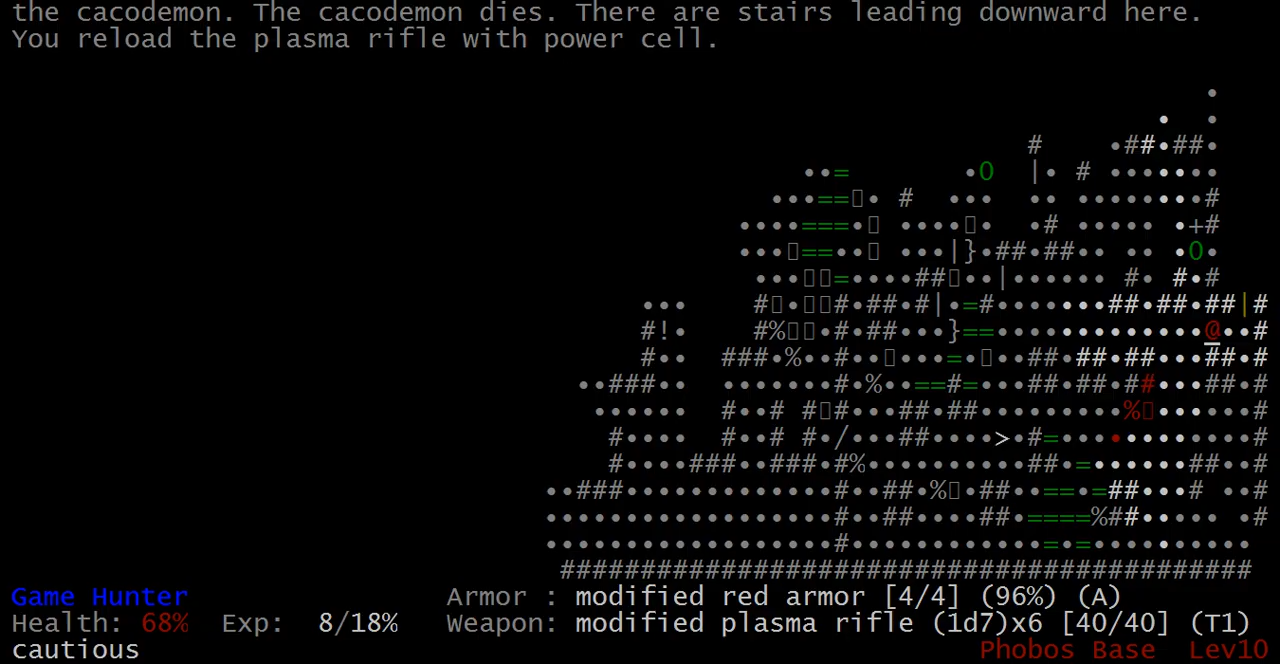 the cacodemon. The cacodemon dies. There are stairs leading downward here.
You reload the plasma rifle with power cell.
Game Hunter Armor : modified red armor [4/4] (96%) (A)
Health: 68% Exp: 8/18% Weapon: modified plasma rifle (1d7)x6 [40/40] (T1)
cautious Phobos Base Lev10